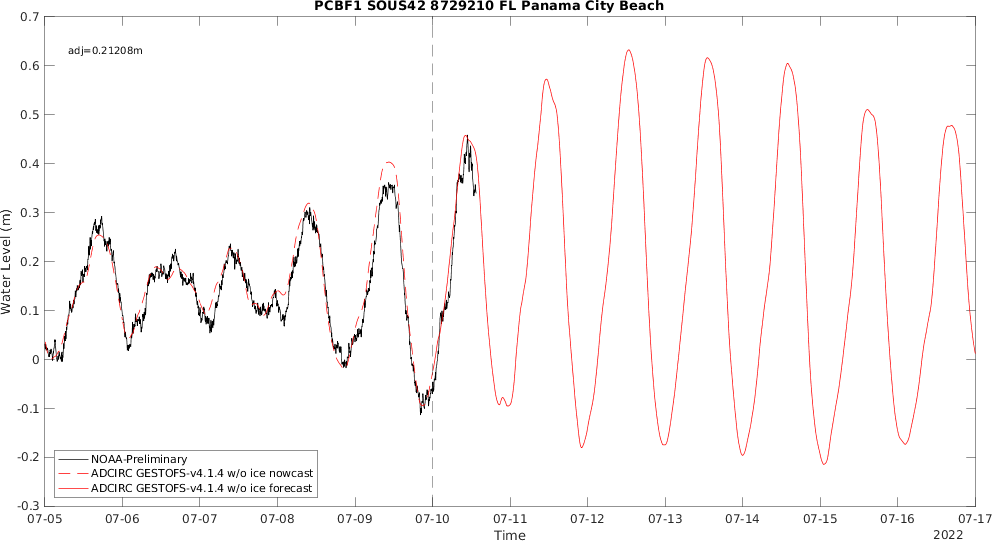 PCBF1 SOUS42 8729210 FL Panama City Beach
adj=0.21208m
0.7
0.6
0.5
0.4
0.3
0.2
0.1
0
-0.1
-0.2
-0.3
Water Level (m)
NOAA-Preliminary
ADCIRC GESTOFS-v4.1.4 w/o ice nowcast
ADCIRC GESTOFS-v4.1.4 w/o ice forecast
07-05 07-06 07-07 07-08 07-09 07-10 07-11 07-12 07-13 07-14 07-15 07-16 07-17
Time
2022